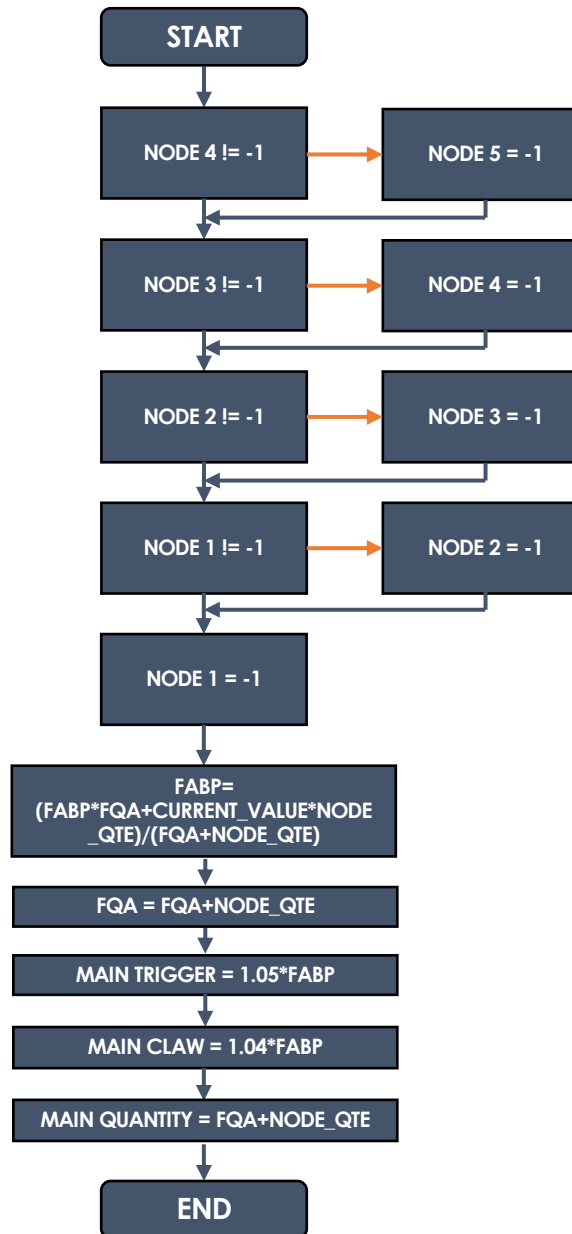 START
NODE 4 != -1
NODE 5 = -1
NODE 3 != -1
NODE 4 = -1
NODE 2 != -1
NODE 3 = -1
NODE 1 != -1
NODE 2 = -1
NODE 1 = -1
FABP=
(FABP*FQA+CURRENT_VALUE*NODE
_QTE)/(FQA+NODE_QTE)
FQA = FQA+NODE_QTE
MAIN TRIGGER = 1.05*FABP
MAIN CLAW = 1.04*FABP
MAIN QUANTITY = FQA+NODE_QTE
END